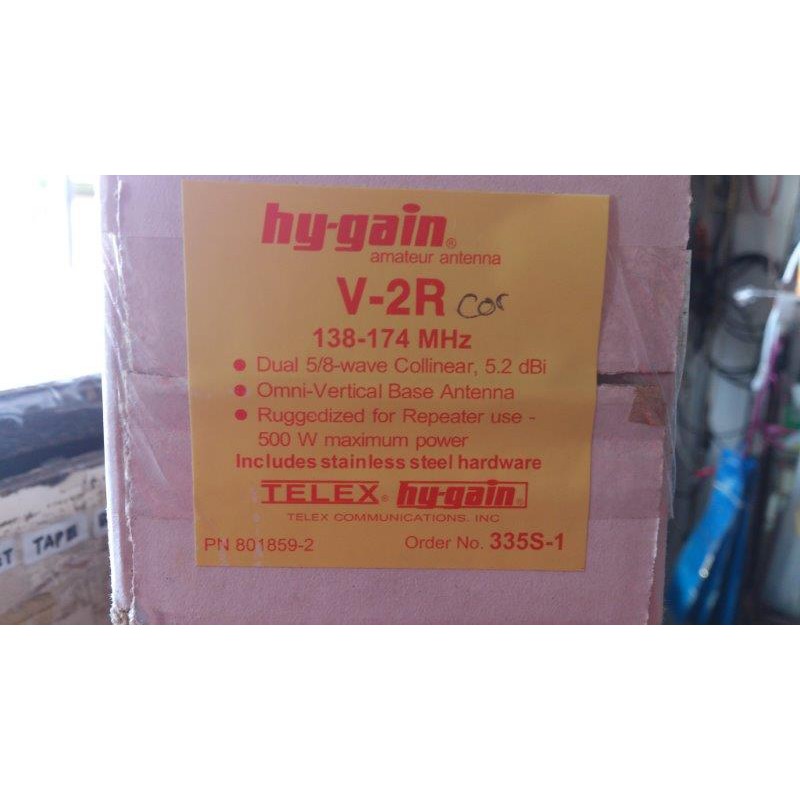 hy-gain®
amateur antenna
V-2R cor
138-174 MHz
• Dual 5/8-wave Collinear, 5.2 dBi
• Omni-Vertical Base Antenna
• Ruggedized for Repeater use -
500 W maximum power
Includes stainless steel hardware
TELEX® hy-gain®
TELEX COMMUNICATIONS, INC
PN 801859-2 Order No. 335S-1
TAPE